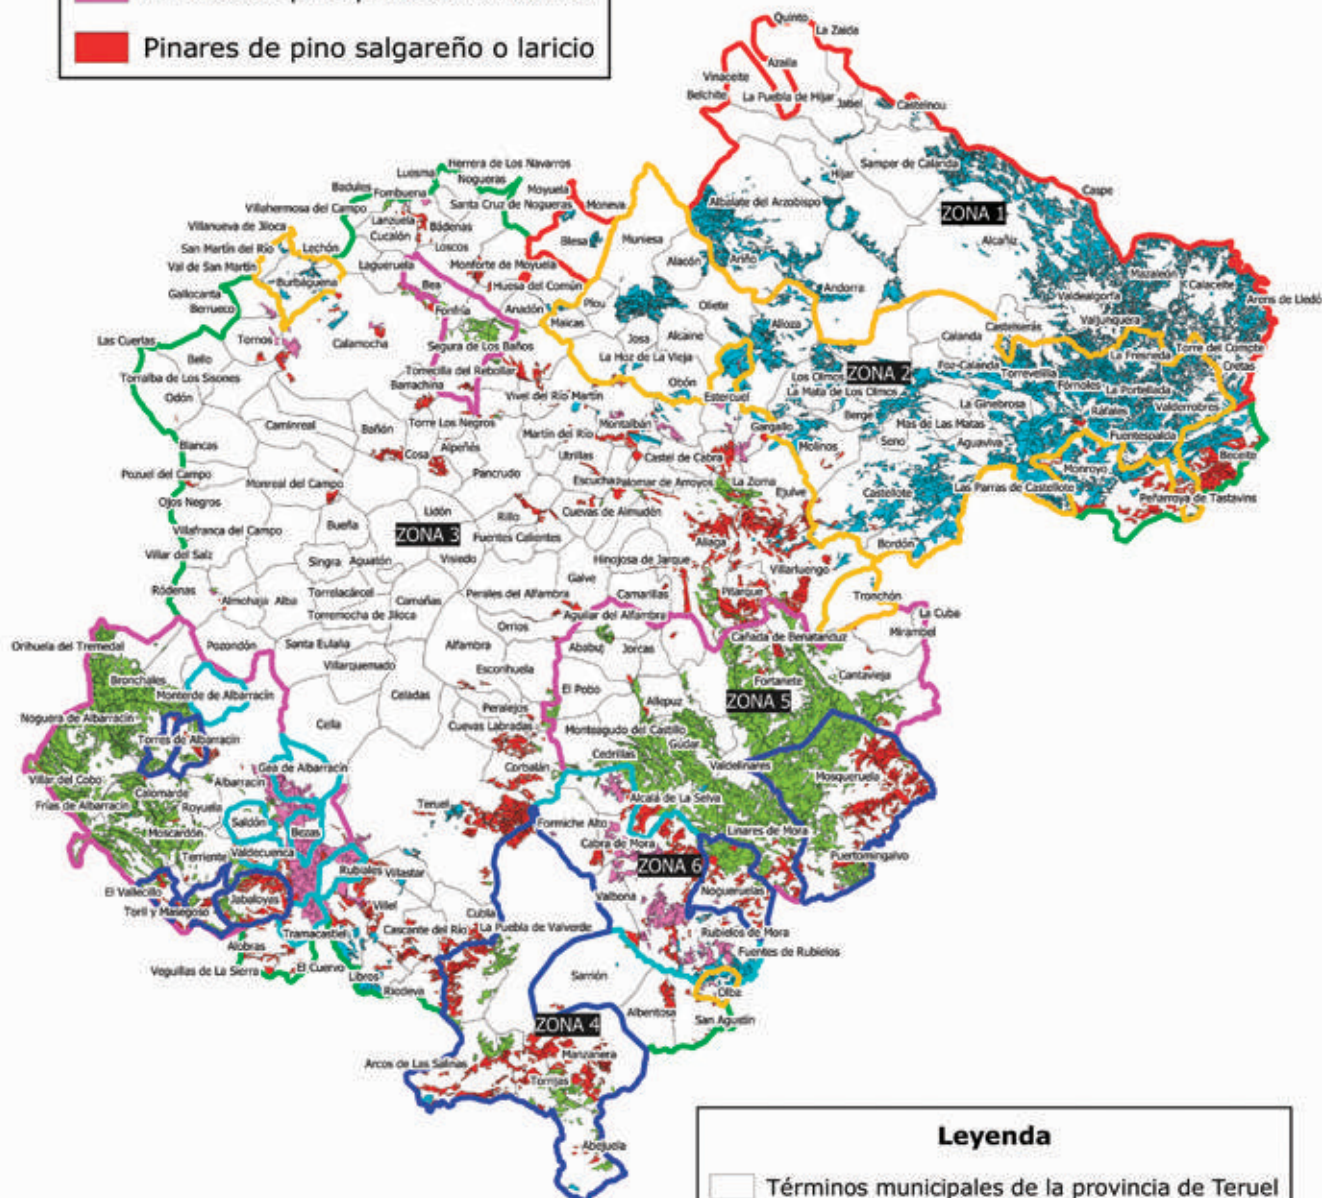 Pinares de pino salgareño o laricio
Quinto
La Zaida
Azaila
Vinaceite
Belchite
La Puebla de Híjar
Jatiel
Castelnou
Herrera de Los Navarros
Luesma
Nogueras
Badules
Fombuena
Moyuela
Samper de Calanda
Híjar
Caspe
Villahermosa del Campo
Santa Cruz de Nogueras
Moneva
Albalate del Arzobispo
ZONA 1
Villanueva de Jiloca
Lanzuela
Bádenas
Cucalón
San Martín del Río
Lechón
Loscos
Blesa
Muniesa
Alcañiz
Val de San Martín
Lagueruela
Monforte de Moyuela
Alacón
Ariño
Burbáguena
Bea
Huesa del Común
Mazaleón
Gallocanta
Andorra
Calaceite
Berrueco
Fonfría
Anadón
Plou
Oliete
Valdealgorfa
Arens de Lledó
Maicas
Alloza
Valjunquera
Las Cuerlas
Tornos
Calamocha
Segura de Los Baños
Josa
Alcaine
Calanda
Castelserás
Bello
La Hoz de La Vieja
La Fresneda
Torre del Compte
Torralba de Los Sisones
Torrecilla del Rebollar
Los Olmos
ZONA 2
Foz-Calanda
Torrevelilla
Cretas
Odón
Barrachina
Obón
La Mata de Los Olmos
Fórnoles
La Portellada
Vivel del Río Martín
Estercuel
La Ginebrosa
Ráfales
Valderrobres
Caminreal
Bañón
Torre Los Negros
Montalbán
Gargallo
Berge
Mas de Las Matas
Fuentespalda
Blancas
Alpeñés
Martín del Río
Molinos
Seno
Aguaviva
Beceite
Cosa
Utrillas
Castel de Cabra
Monroyo
Pozuel del Campo
Pancrudo
Monreal del Campo
Escucha
Palomar de Arroyos
La Zoma
Ejulve
Castellote
Las Parras de Castellote
Peñarroya de Tastavins
Ojos Negros
Lidón
Rillo
Cuevas de Almudén
Villafranca del Campo
Bueña
ZONA 3
Fuentes Calientes
Aliaga
Bordón
Villar del Salz
Singra
Aguatón
Visiedo
Hinojosa de Jarque
Villarluengo
Galve
Ródenas
Torrelacárcel
Perales del Alfambra
Camarillas
Pitarque
Tronchón
Almohaja
Alba
Camañas
Torremocha de Jiloca
Aguilar del Alfambra
La Cuba
Orrios
Cañada de Benatanduz
Mirambel
Orihuela del Tremedal
Pozondón
Santa Eulalia
Alfambra
Ababuj
Jorcas
Villarquemado
Escorihuela
Cantavieja
Bronchales
Fortanete
Monterde de Albarracín
Celadas
El Pobo
Allepuz
ZONA 5
Peralejos
Noguera de Albarracín
Cella
Cuevas Labradas
Monteagudo del Castillo
Torres de Albarracín
Gúdar
Cedrillas
Gea de Albarracín
Corbalán
Valdelinares
Villar del Cobo
Albarracín
Mosqueruela
Calomarde
Alcalá de La Selva
Frías de Albarracín
Royuela
Teruel
Saldón
Formiche Alto
Moscardón
Bezas
Linares de Mora
Cabra de Mora
Terriente
Valdecuenca
ZONA 6
Puertomingalvo
Rubiales
Villastar
El Vallecillo
Nogueruelas
Jabaloyas
Valbona
Toril y Masegoso
Villel
Cubla
La Puebla de Valverde
Tramacastiel
Cascante del Río
Rubielos de Mora
Alobras
Fuentes de Rubielos
Veguillas de La Sierra
El Cuervo
Libros
Sarrión
Riodeva
Olba
Albentosa
San Agustín
ZONA 4
Arcos de Las Salinas
Manzanera
Torrijas
Abejuela
Leyenda
Términos municipales de la provincia de Teruel